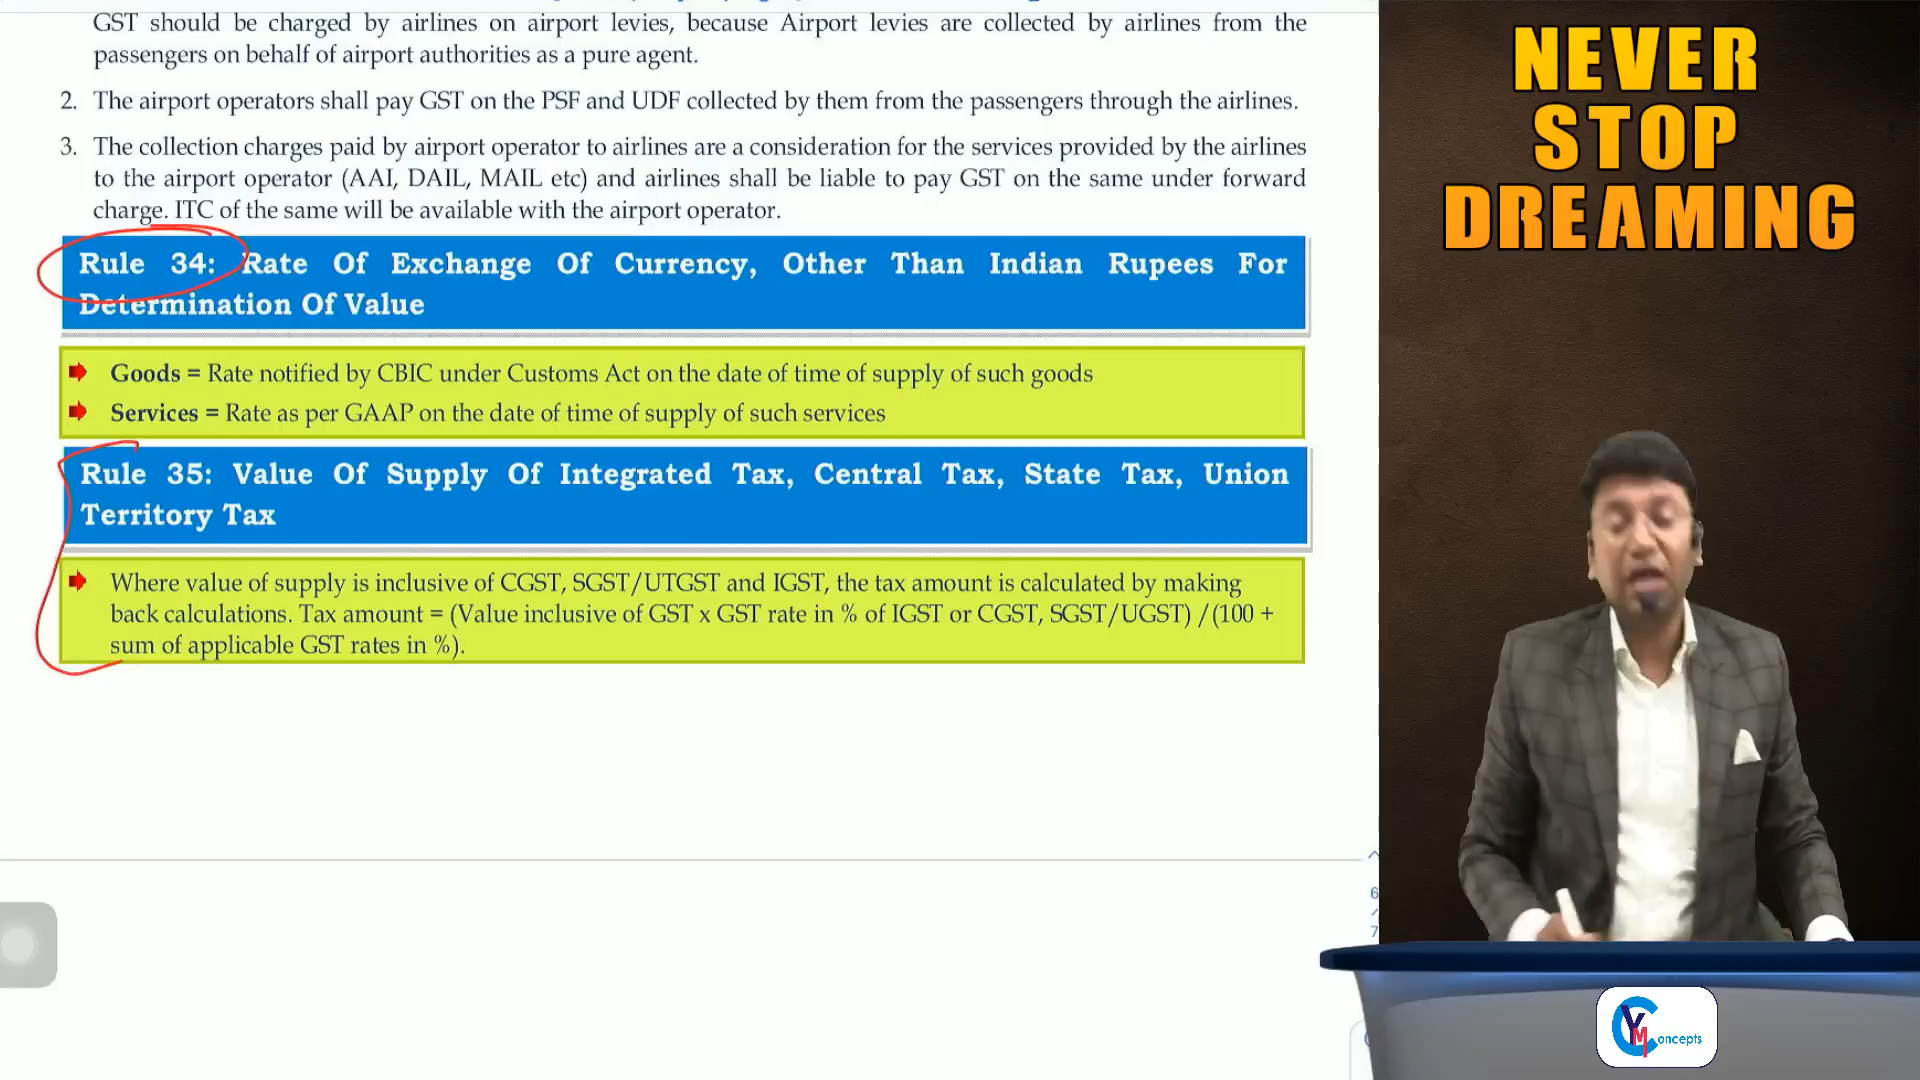 GST should be charged by airlines on airport levies, because Airport levies are collected by airlines from the
passengers on behalf of airport authorities as a pure agent.
2. The airport operators shall pay GST on the PSF and UDF collected by them from the passengers through the airlines.
3. The collection charges paid by airport operator to airlines are a consideration for the services provided by the airlines
to the airport operator (AAI, DAIL, MAIL etc) and airlines shall be liable to pay GST on the same under forward
charge. ITC of the same will be available with the airport operator.
Rule 34: Rate Of Exchange Of Currency, Other Than Indian Rupees For
Determination Of Value
Goods = Rate notified by CBIC under Customs Act on the date of time of supply of such goods
Services = Rate as per GAAP on the date of time of supply of such services
Rule 35: Value Of Supply Of Integrated Tax, Central Tax, State Tax, Union
Territory Tax
Where value of supply is inclusive of CGST, SGST/UTGST and IGST, the tax amount is calculated by making
back calculations. Tax amount = (Value inclusive of GST x GST rate in % of IGST or CGST, SGST/UGST) /(100 +
sum of applicable GST rates in %).
6
7
NEVER
STOP
DREAMING
VM Concepts